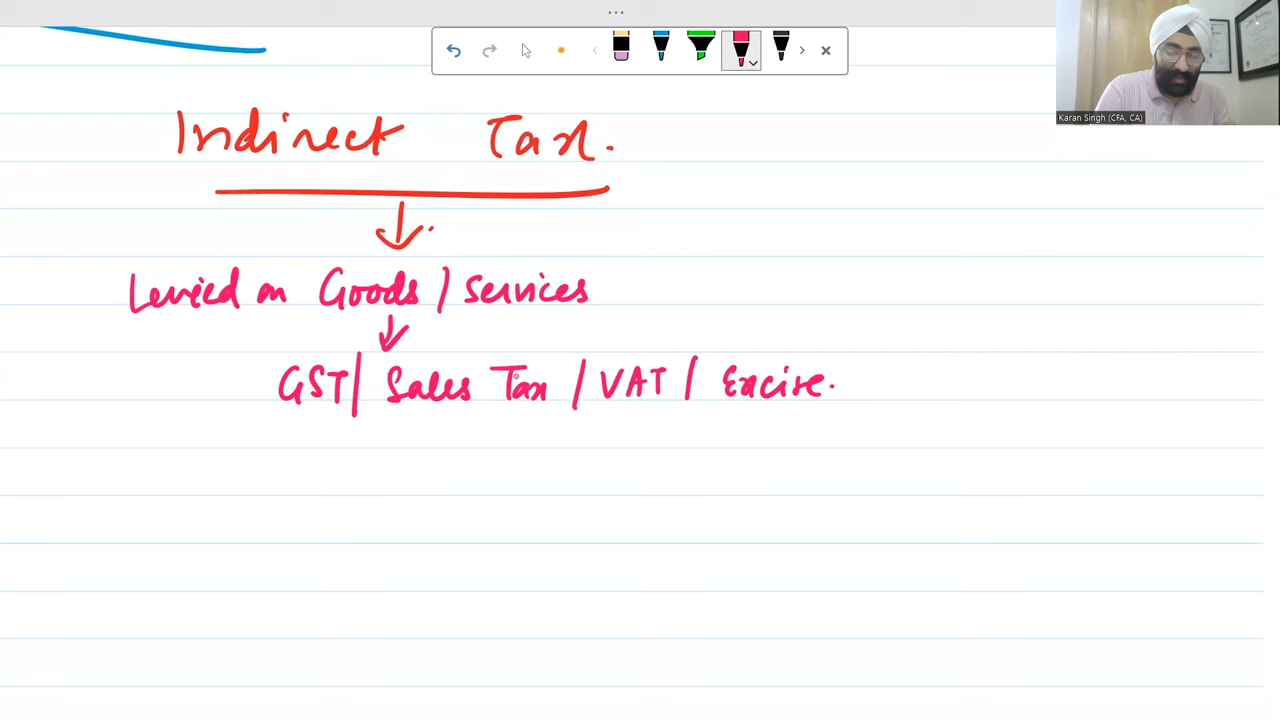 Karan Singh (CFA, CA)
Indirect Tax.
Levied on Goods / Services
GST / Sales Tax / VAT / Excise.